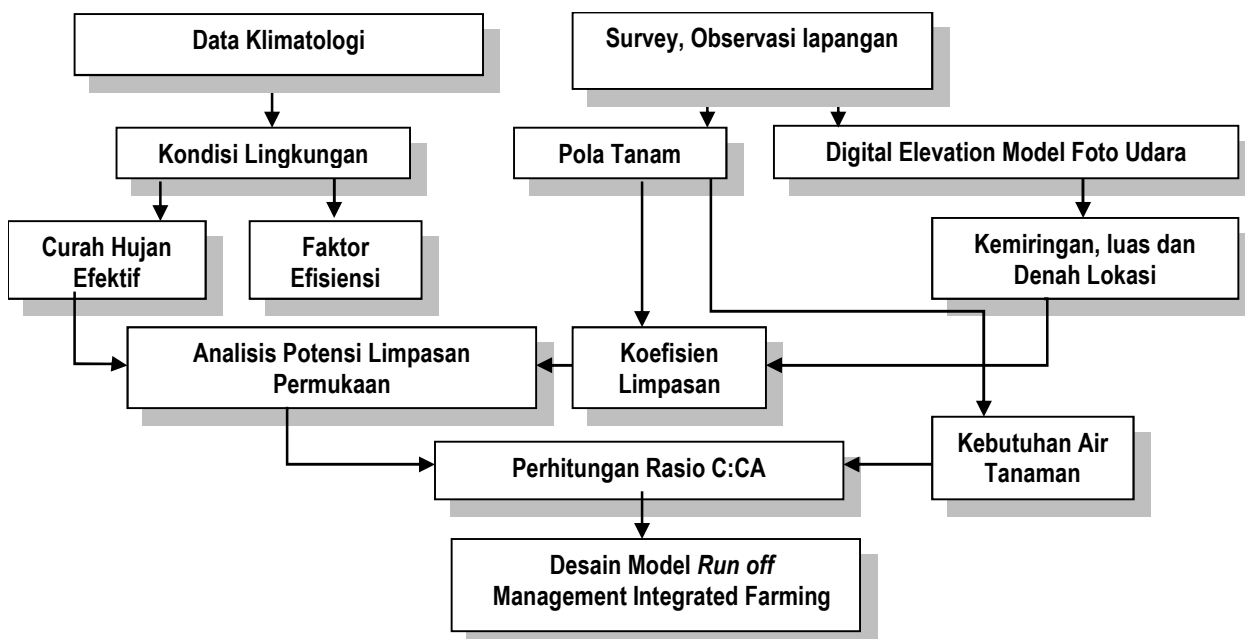 Data Klimatologi
Survey, Observasi lapangan
Kondisi Lingkungan
Pola Tanam
Digital Elevation Model Foto Udara
Curah Hujan
Efektif
Faktor
Efisiensi
Kemiringan, luas dan
Denah Lokasi
Analisis Potensi Limpasan
Permukaan
Koefisien
Limpasan
Kebutuhan Air
Tanaman
Perhitungan Rasio C:CA
Desain Model Run off
Management Integrated Farming